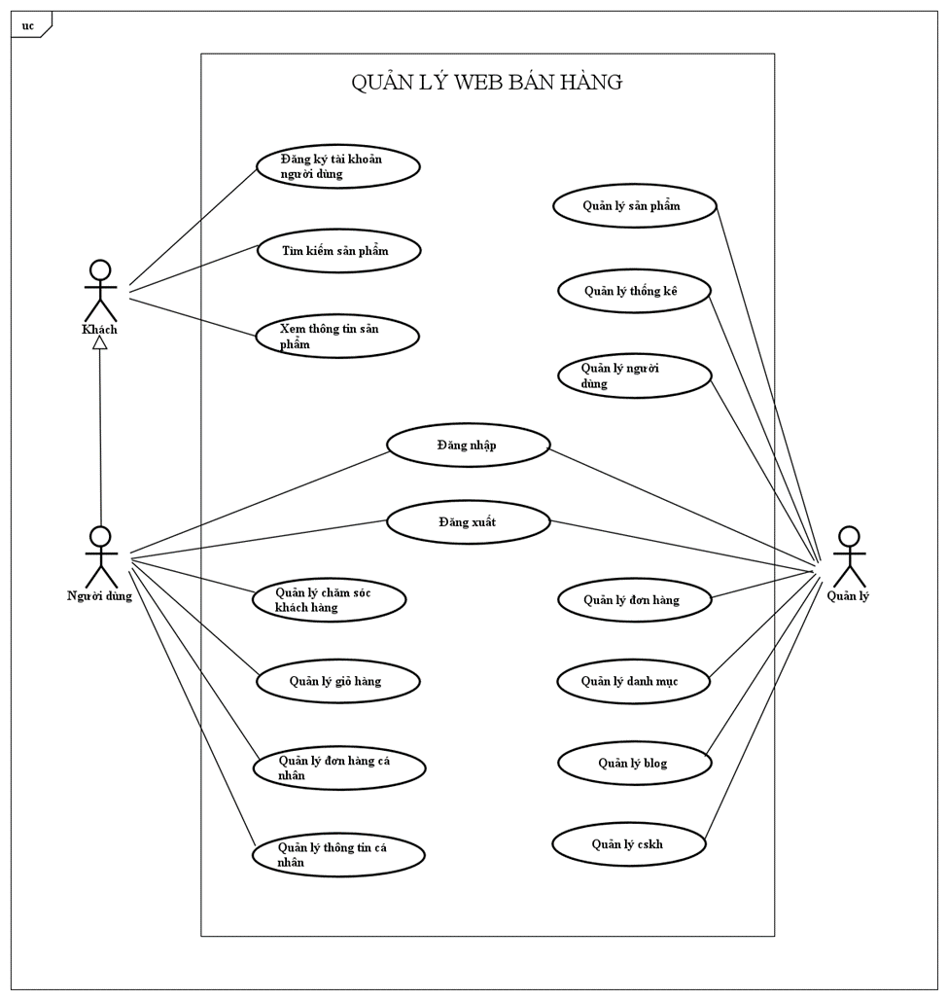 uc
QUẢN LÝ WEB BÁN HÀNG
Đăng ký tài khoản
người dùng
Quản lý sản phẩm
Tìm kiếm sản phẩm
Quản lý thống kê
Khách
Xem thông tin sản
phẩm
Quản lý người
dùng
Đăng nhập
Đăng xuất
Người dùng
Quản lý chăm sóc
khách hàng
Quản lý đơn hàng
Quản lý
Quản lý giỏ hàng
Quản lý danh mục
Quản lý đơn hàng cá
nhân
Quản lý blog
Quản lý thông tin cá
nhân
Quản lý cskh